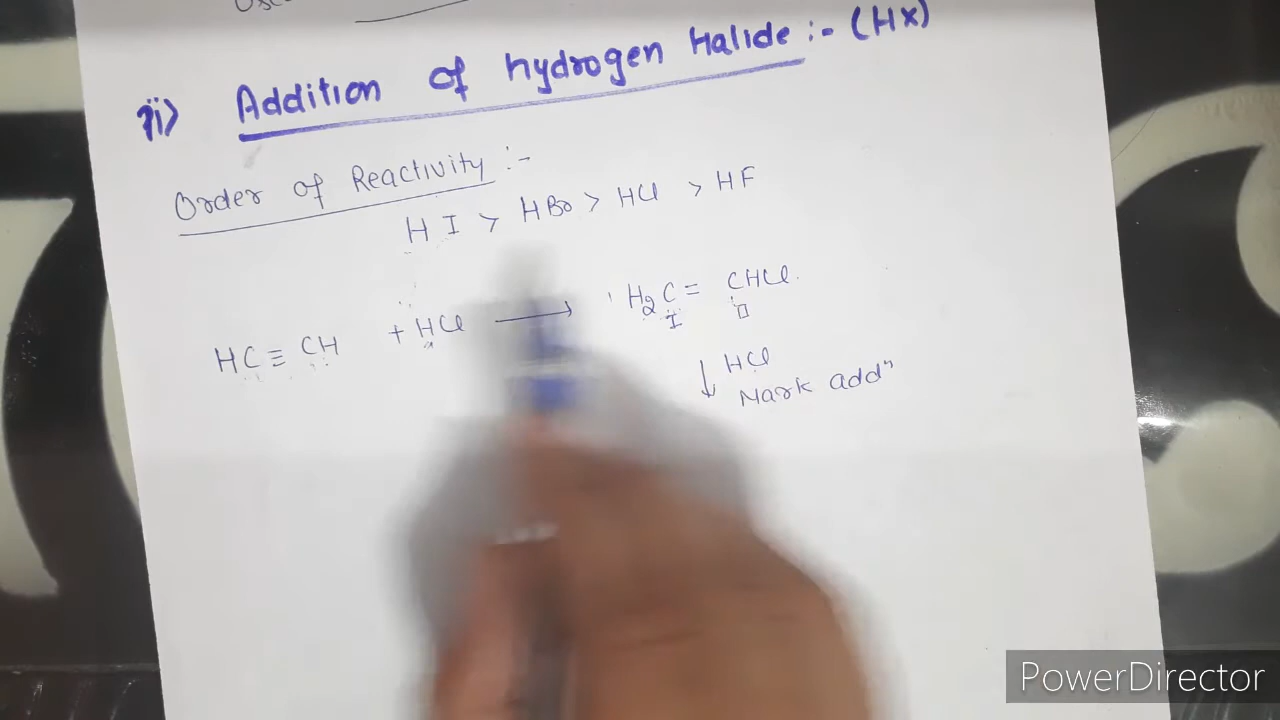 ii) Addition of hydrogen Halide :- (HX)
Order of Reactivity :-
HI > HBr > HCl > HF
HC ≡ CH + HCl ⟶ H₂C = CHCl.
I II
↓ HCl
Mark addⁿ
PowerDirector